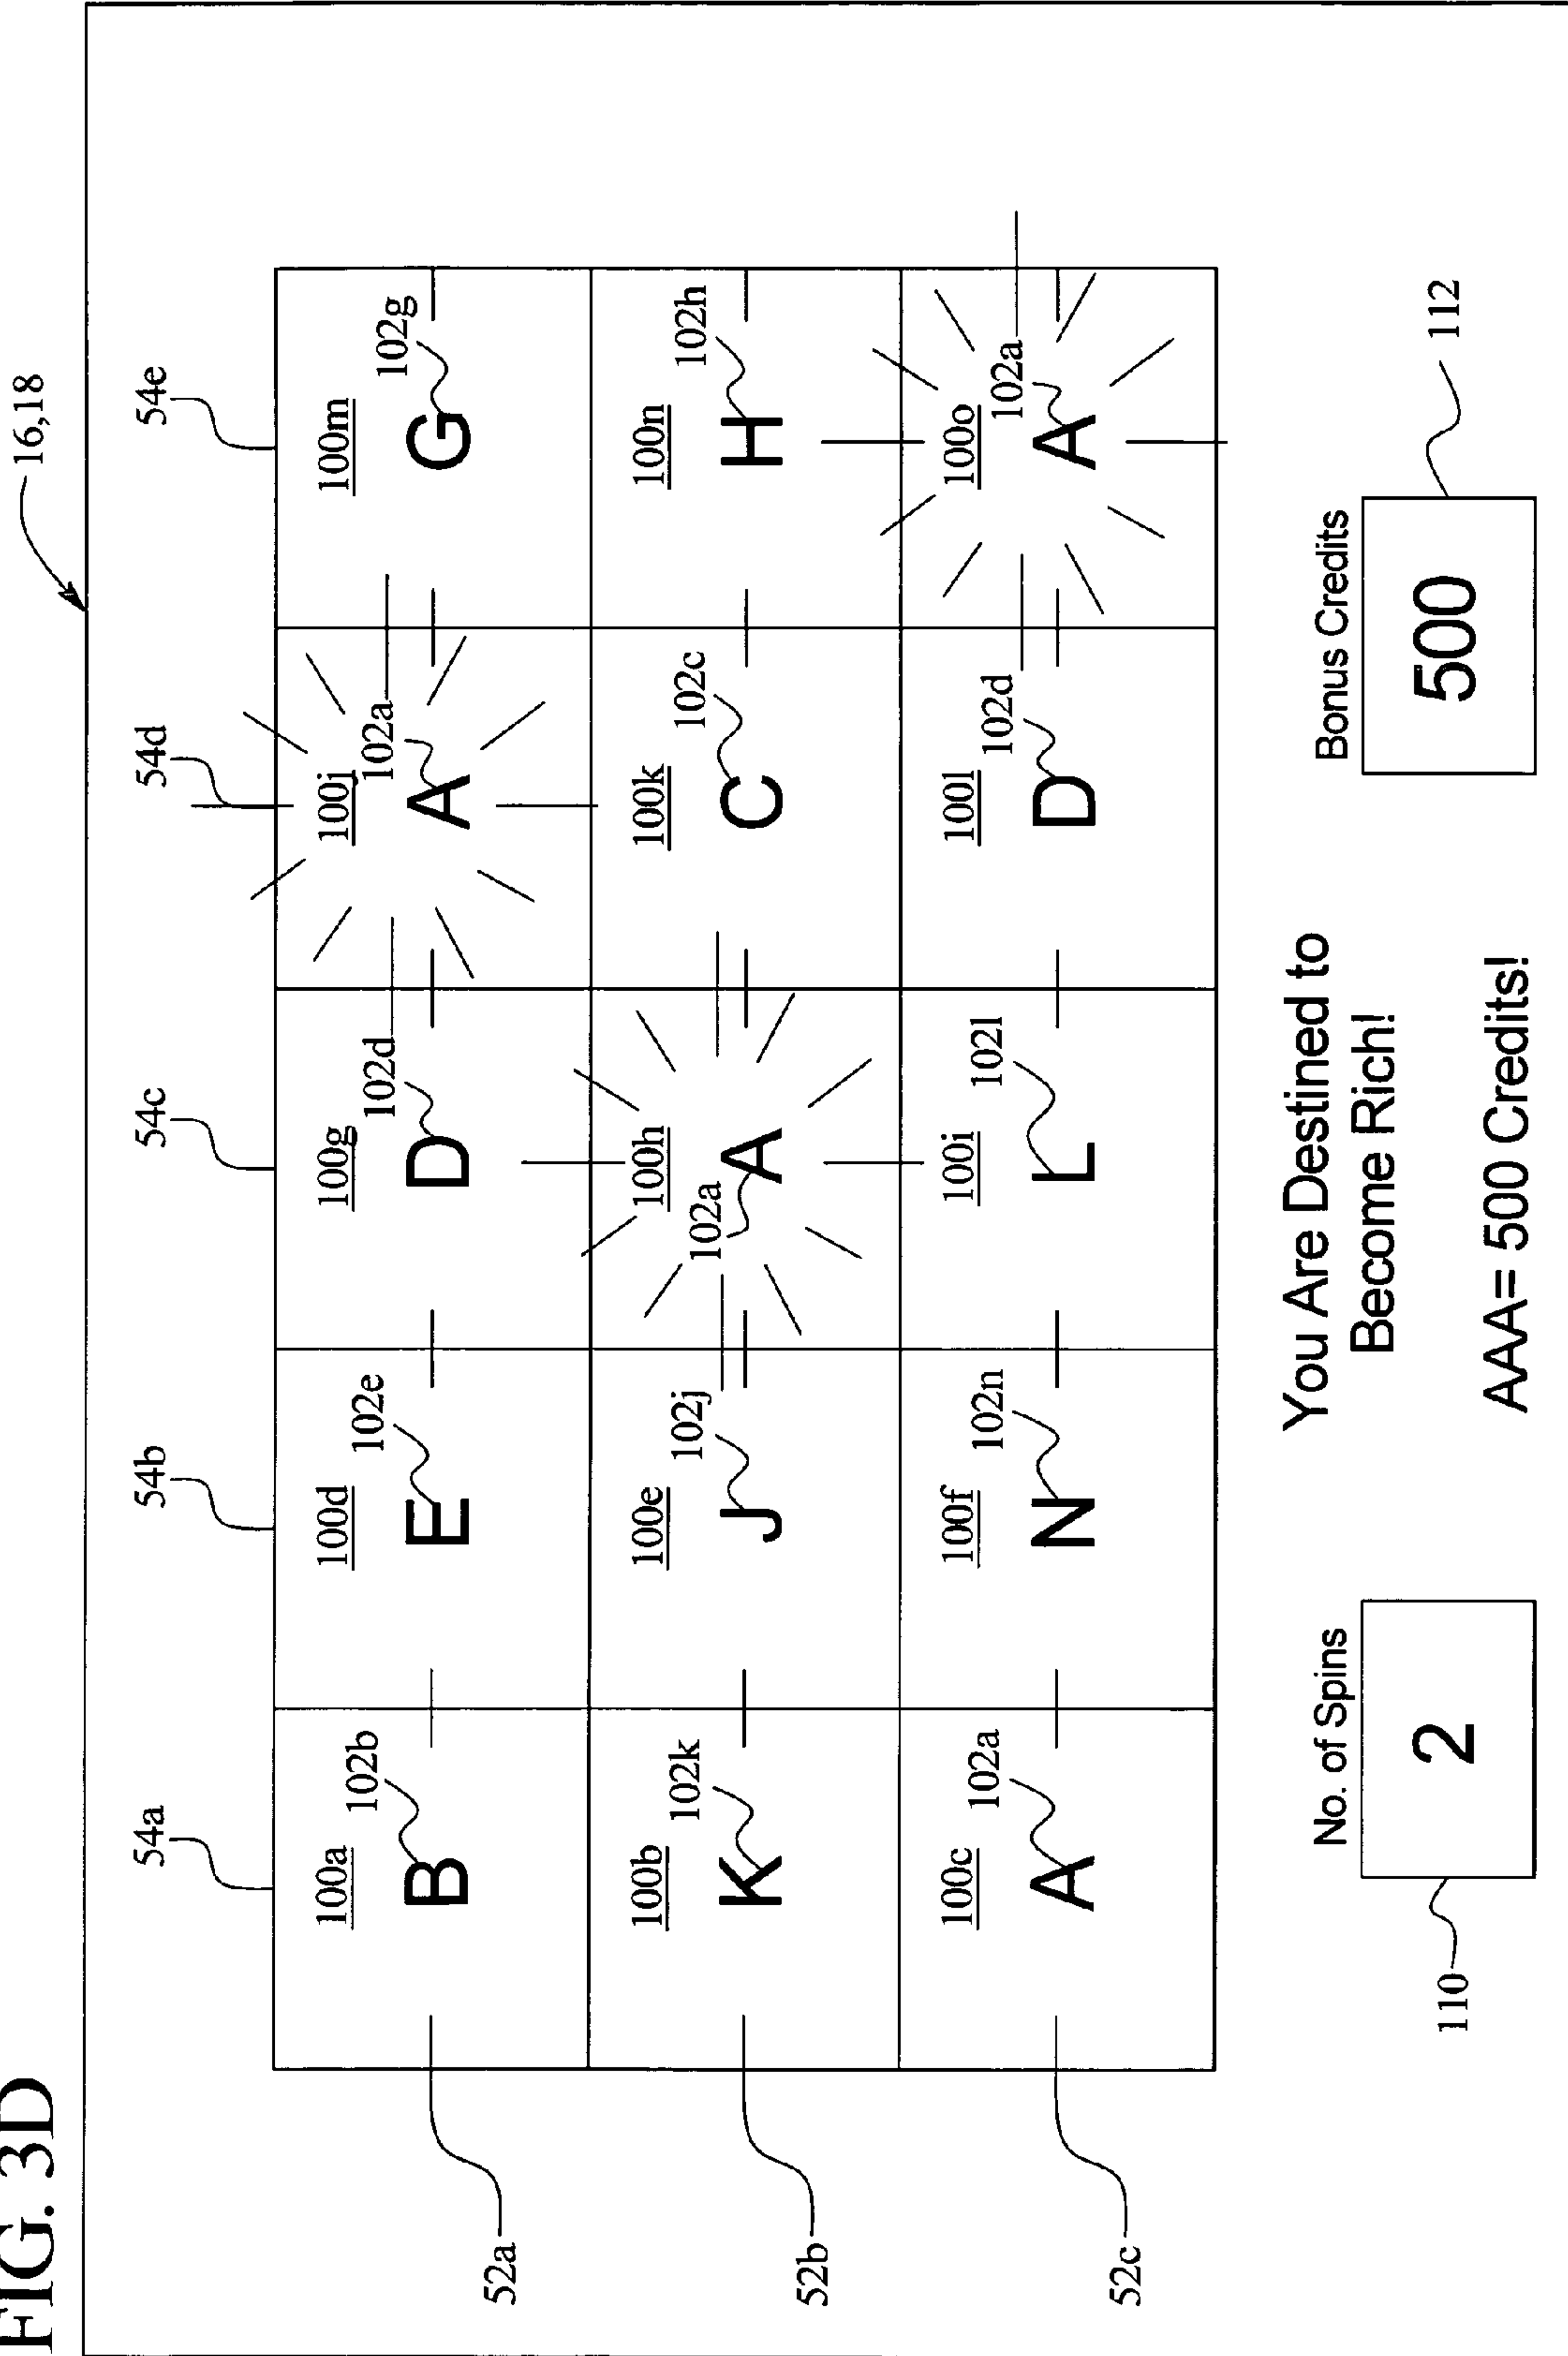 FIG. 3D
16,18
54a 54b 54c 54d 54e
100a 100d 100g 100j 100m
102b 102e 102d 102a 102g
B E D A G
52a
100b 100e 100h 100k 100n
102k 102j 102a 102c 102h
K J A C H
52b
100c 100f 100i 100l 100o
102a 102n 102l 102d 102a
A N L D A
52c
No. of Spins
2
110
You Are Destined to
Become Rich!
AAA= 500 Credits!
Bonus Credits
500
112